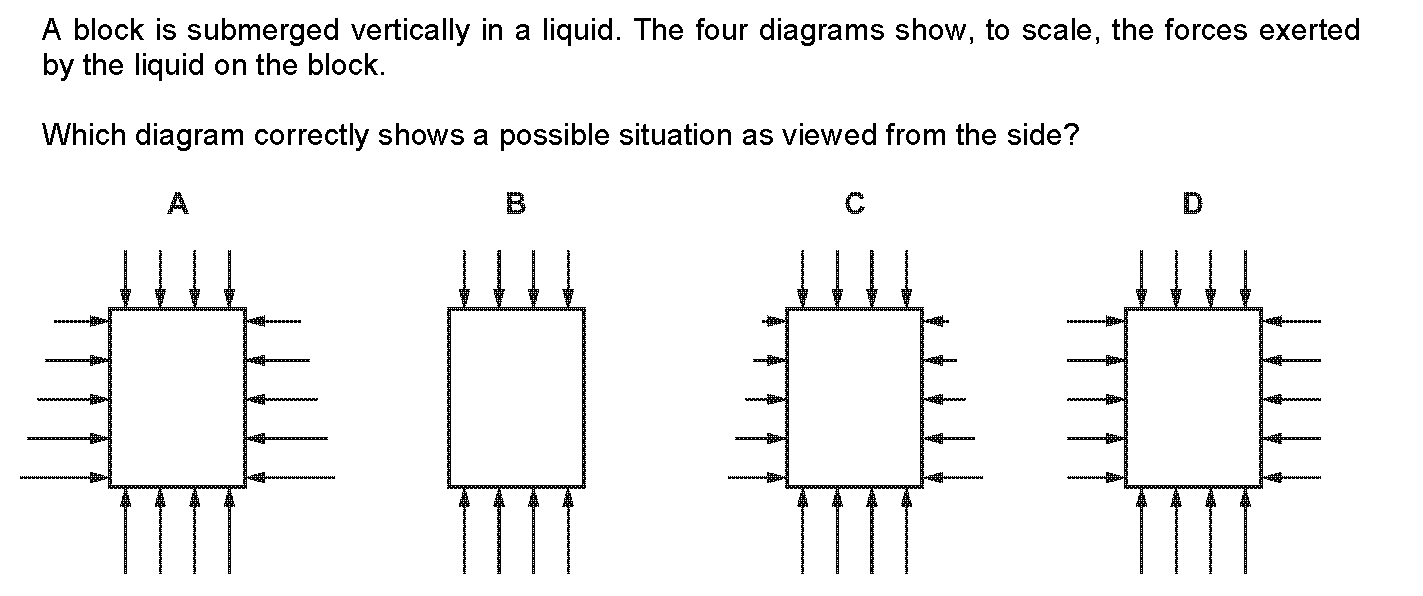 A block is submerged vertically in a liquid. The four diagrams show, to scale, the forces exerted
by the liquid on the block.
Which diagram correctly shows a possible situation as viewed from the side?
A B C D